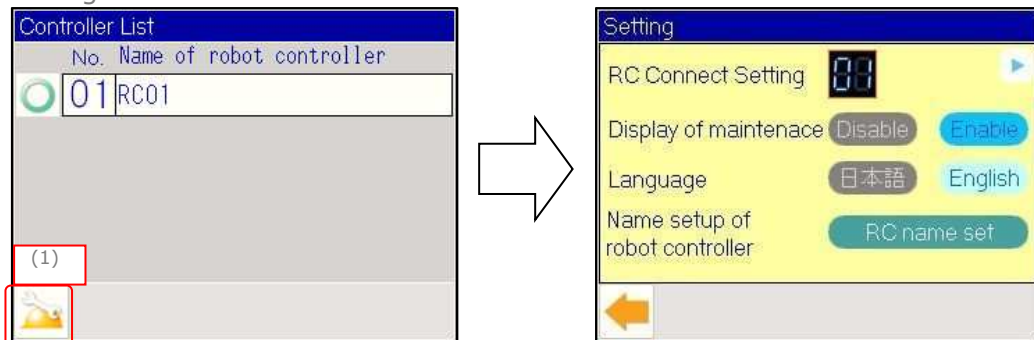 Controller List
No. Name of robot controller
01 RC01
(1)
Setting
RC Connect Setting 01
Display of maintenace Disable Enable
Language 日本語 English
Name setup of
robot controller
RC name set